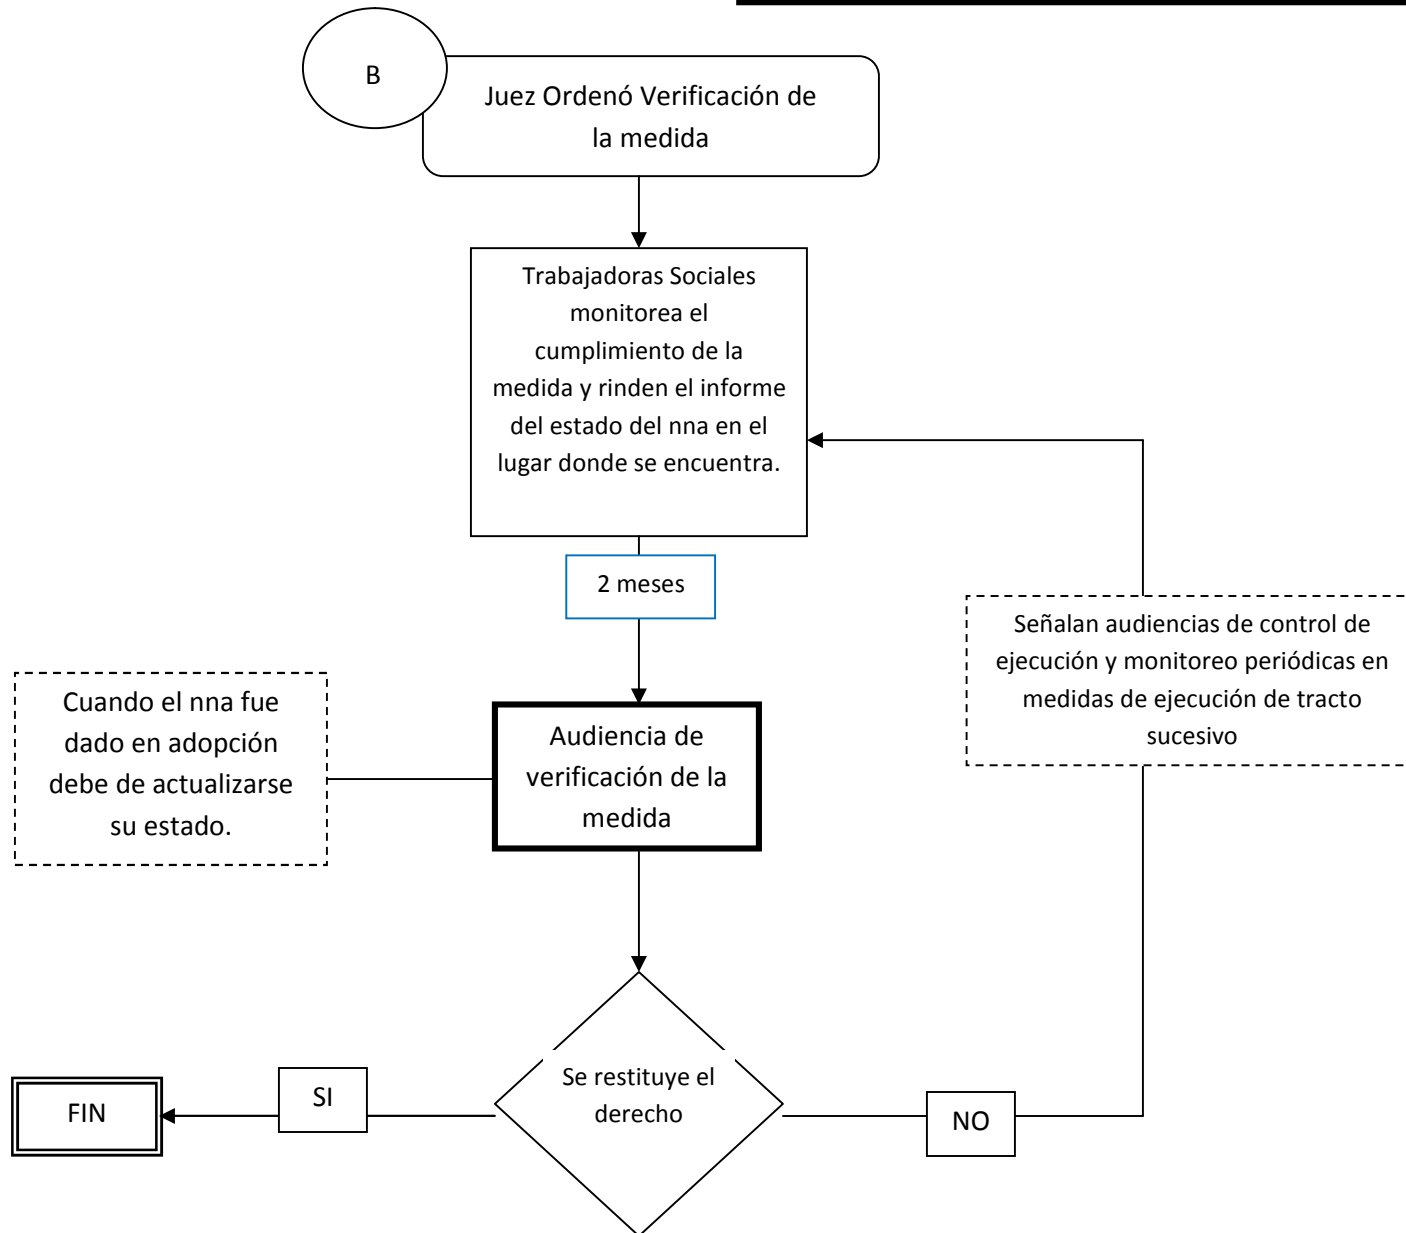 B
Juez Ordenó Verificación de
la medida
Trabajadoras Sociales
monitorea el
cumplimiento de la
medida y rinden el informe
del estado del nna en el
lugar donde se encuentra.
2 meses
Señalan audiencias de control de
ejecución y monitoreo periódicas en
medidas de ejecución de tracto
sucesivo
Cuando el nna fue
dado en adopción
debe de actualizarse
su estado.
Audiencia de
verificación de la
medida
Se restituye el
derecho
SI
FIN
NO